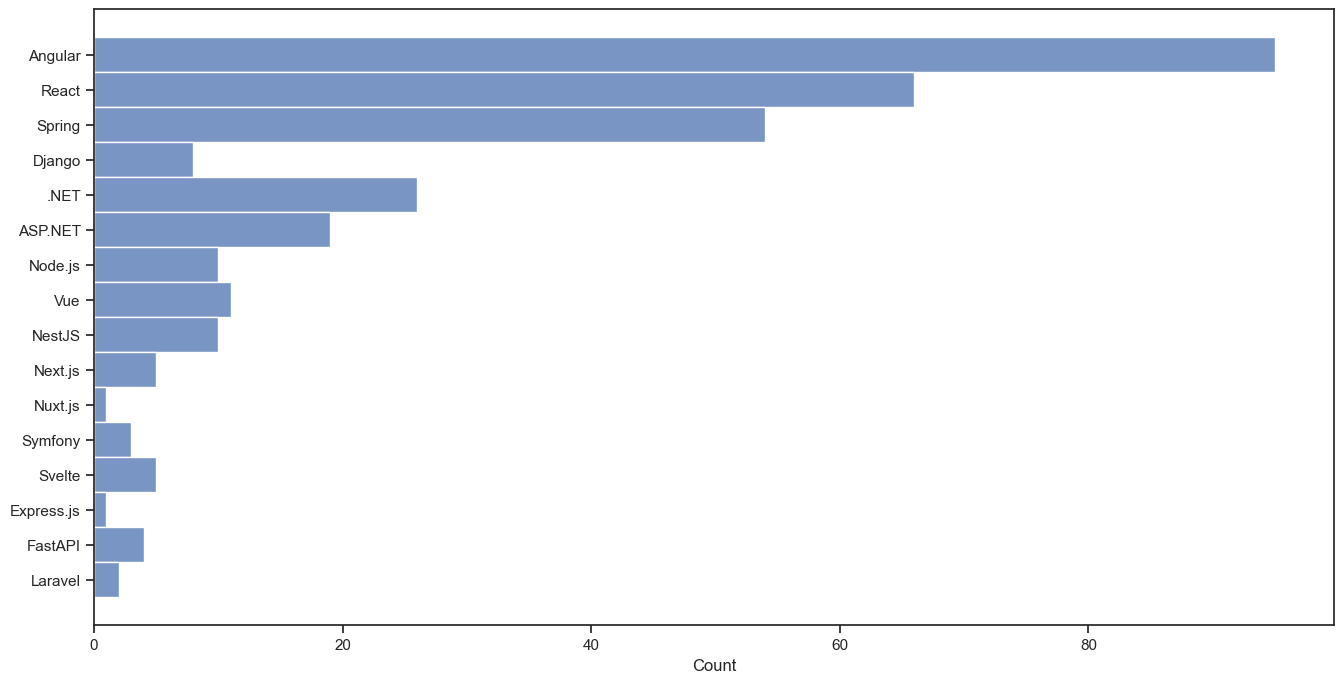 Angular
React
Spring
Django
.NET
ASP.NET
Node.js
Vue
NestJS
Next.js
Nuxt.js
Symfony
Svelte
Express.js
FastAPI
Laravel
0 20 40 60 80
Count